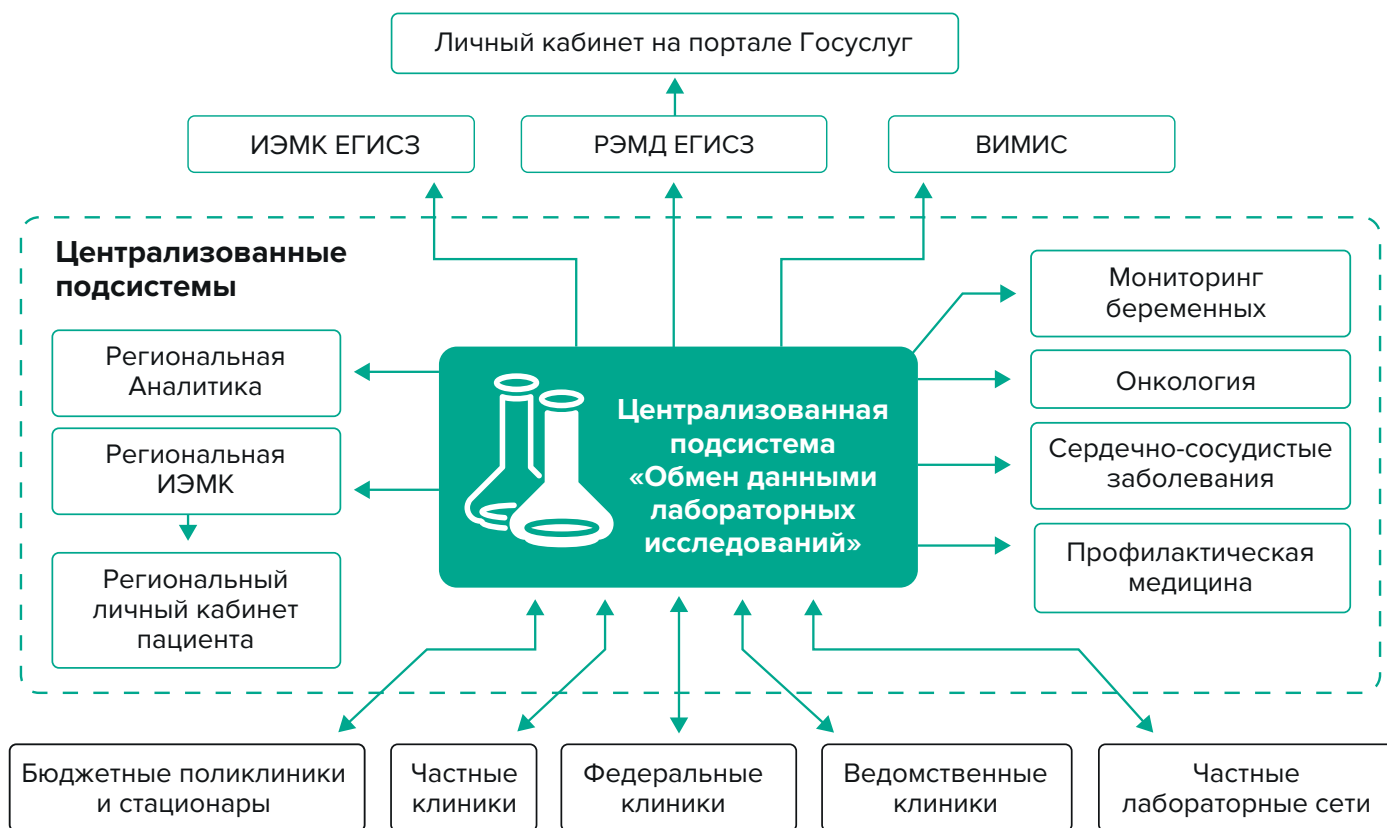 Личный кабинет на портале Госуслуг
ИЭМК ЕГИСЗ
РЭМД ЕГИСЗ
ВИМИС
Централизованные
подсистемы
Региональная
Аналитика
Региональная
ИЭМК
Региональный
личный кабинет
пациента
Централизованная
подсистема
«Обмен данными
лабораторных
исследований»
Мониторинг
беременных
Онкология
Сердечно-сосудистые
заболевания
Профилактическая
медицина
Бюджетные поликлиники
и стационары
Частные
клиники
Федеральные
клиники
Ведомственные
клиники
Частные
лабораторные сети